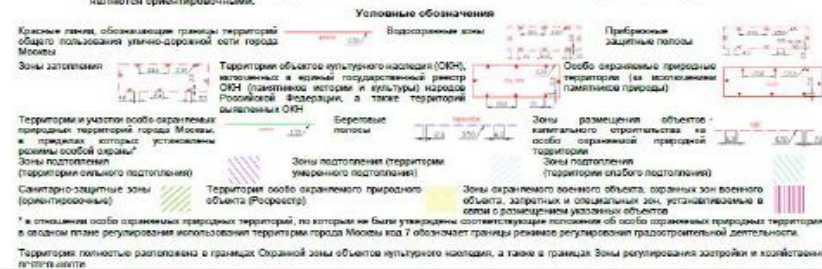 являются ориентировочными.
Условные обозначения
Красные линии, обозначающие границы территорий общего пользования улично-дорожной сети города Москвы
Водоохранные зоны
Прибрежные защитные полосы
Зоны затопления
Территории объектов культурного наследия (ОКН), включенных в единый государственный реестр ОКН (памятников истории и культуры) народов Российской Федерации, а также территорий выявленных ОКН
Особо охраняемые природные территории (за исключением памятников природы)
Территории и участки особо охраняемых природных территорий города Москвы, в пределах которых установлены режимы особой охраны*
Береговые полосы
Зоны размещения объектов - капитального строительства на особо охраняемой природной территории
Зоны подтопления (территории сильного подтопления)
Зоны подтопления (территории умеренного подтопления)
Зоны подтопления (территории слабого подтопления)
Санитарно-защитные зоны (ориентировочные)
Территория особо охраняемого природного объекта (Росреестр)
Зоны охраняемого военного объекта, охранных зон военного объекта, запретных и специальных зон, устанавливаемые в связи с размещением указанных объектов
* в отношении особо охраняемых природных территорий, по которым не были утверждены соответствующие положения об особо охраняемых природных территория
в сводном плане регулирования использования территории города Москвы код 7 обозначает границы режимов регулирования градостроительной деятельности.
Территория полностью расположена в границах Охранной зоны объектов культурного наследия, а также в границах Зоны регулирования застройки и хозяйственн
деятельности